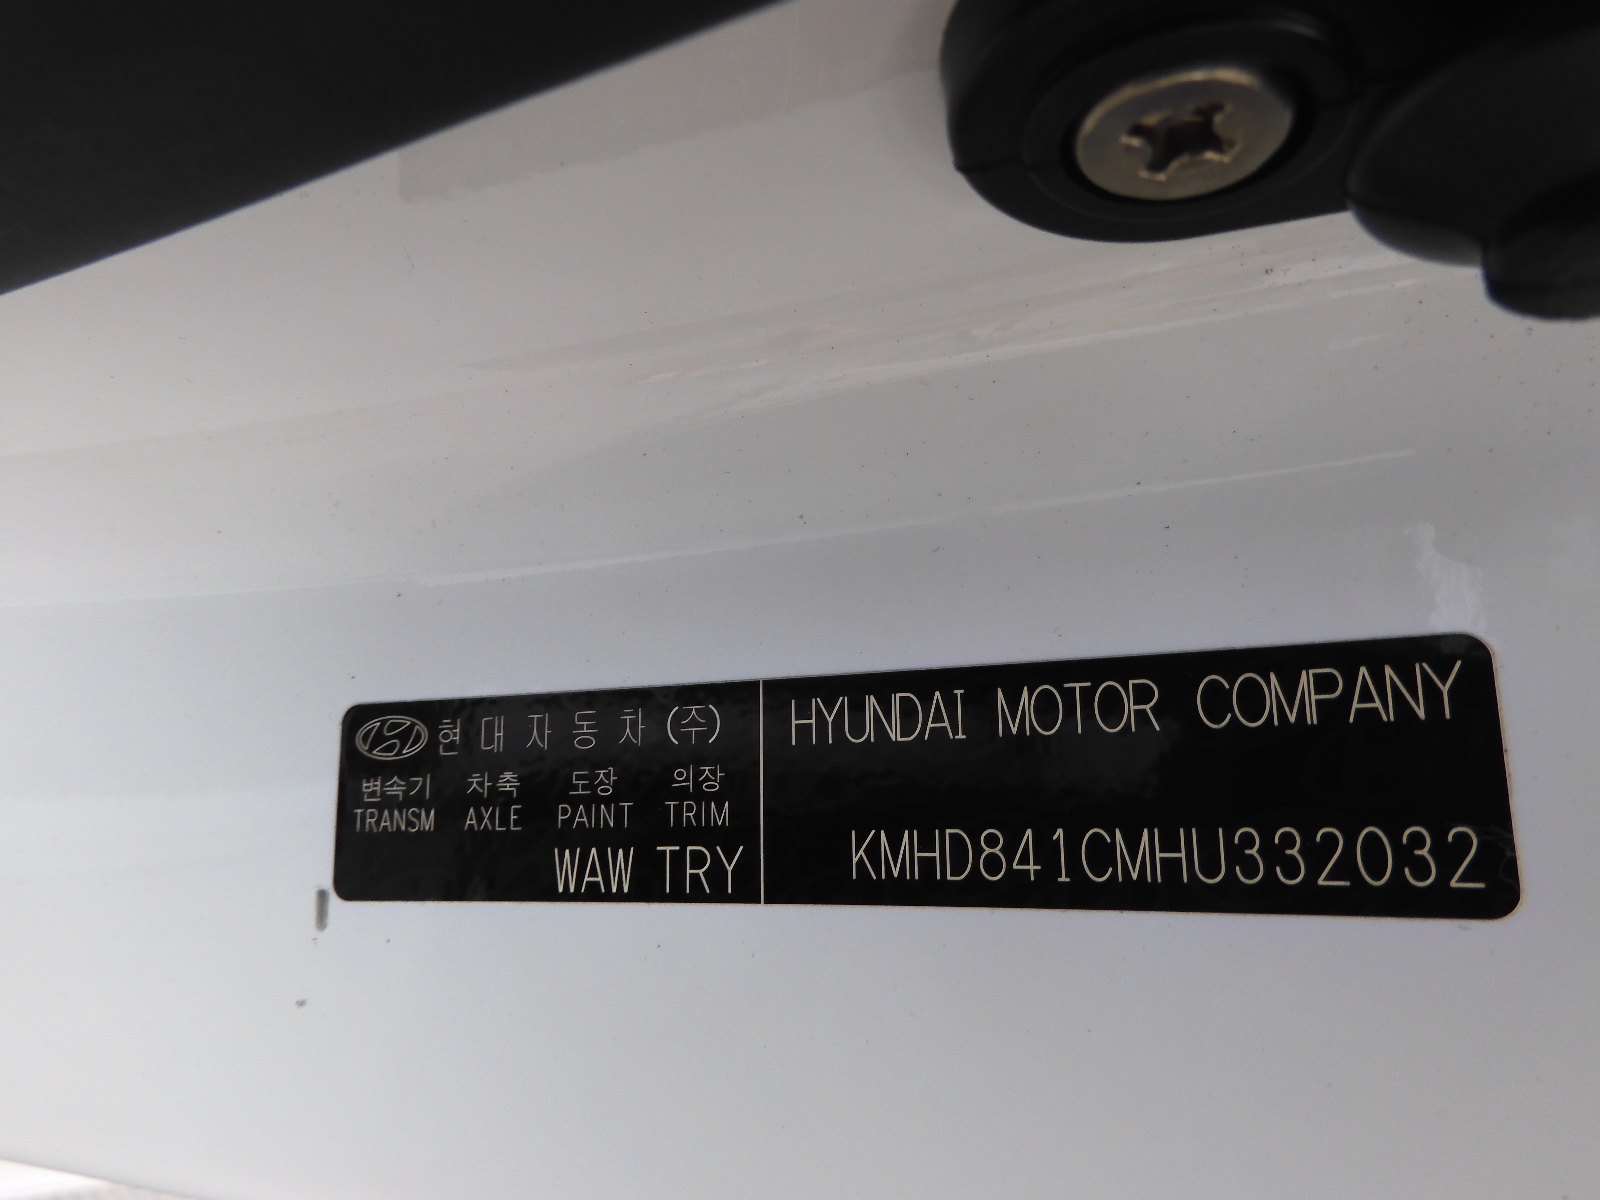 현대자동차(주)
변속기 차축 도장 의장
TRANSM AXLE PAINT TRIM
WAW TRY
HYUNDAI MOTOR COMPANY
KMHD841CMHU332032